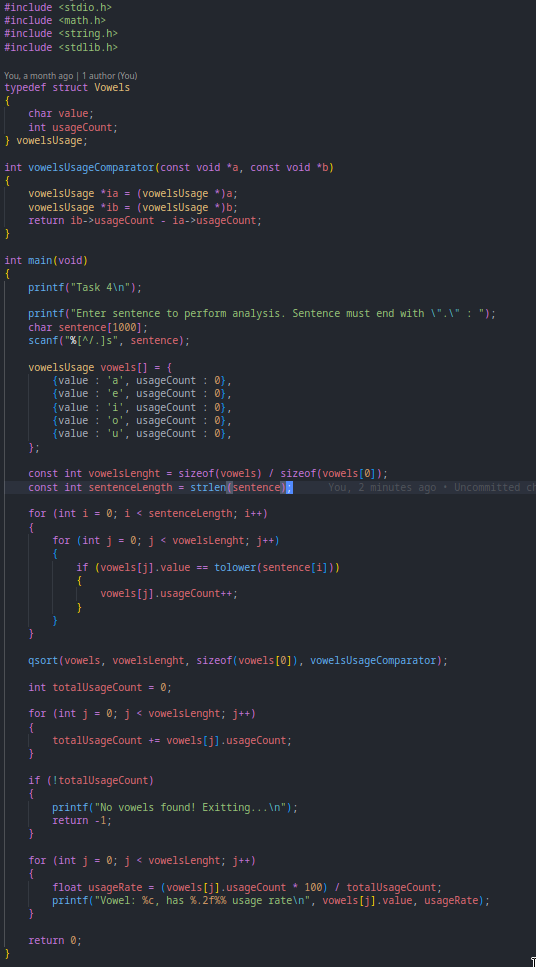 #include <stdio.h>
#include <math.h>
#include <string.h>
#include <stdlib.h>
You, a month ago | 1 author (You)
typedef struct Vowels
{
    char value;
    int usageCount;
} vowelsUsage;
int vowelsUsageComparator(const void *a, const void *b)
{
    vowelsUsage *ia = (vowelsUsage *)a;
    vowelsUsage *ib = (vowelsUsage *)b;
    return ib->usageCount - ia->usageCount;
}
int main(void)
{
    printf("Task 4\n");
    printf("Enter sentence to perform analysis. Sentence must end with \".\" : ");
    char sentence[1000];
    scanf("%[^/.]s", sentence);
    vowelsUsage vowels[] = {
        {value : 'a', usageCount : 0},
        {value : 'e', usageCount : 0},
        {value : 'i', usageCount : 0},
        {value : 'o', usageCount : 0},
        {value : 'u', usageCount : 0},
    };
    const int vowelsLenght = sizeof(vowels) / sizeof(vowels[0]);
    const int sentenceLength = strlen(sentence); You, 2 minutes ago • Uncommitted ch
    for (int i = 0; i < sentenceLength; i++)
    {
        for (int j = 0; j < vowelsLenght; j++)
        {
            if (vowels[j].value == tolower(sentence[i]))
            {
                vowels[j].usageCount++;
            }
        }
    }
    qsort(vowels, vowelsLenght, sizeof(vowels[0]), vowelsUsageComparator);
    int totalUsageCount = 0;
    for (int j = 0; j < vowelsLenght; j++)
    {
        totalUsageCount += vowels[j].usageCount;
    }
    if (!totalUsageCount)
    {
        printf("No vowels found! Exitting...\n");
        return -1;
    }
    for (int j = 0; j < vowelsLenght; j++)
    {
        float usageRate = (vowels[j].usageCount * 100) / totalUsageCount;
        printf("Vowel: %c, has %.2f%% usage rate\n", vowels[j].value, usageRate);
    }
    return 0;
}